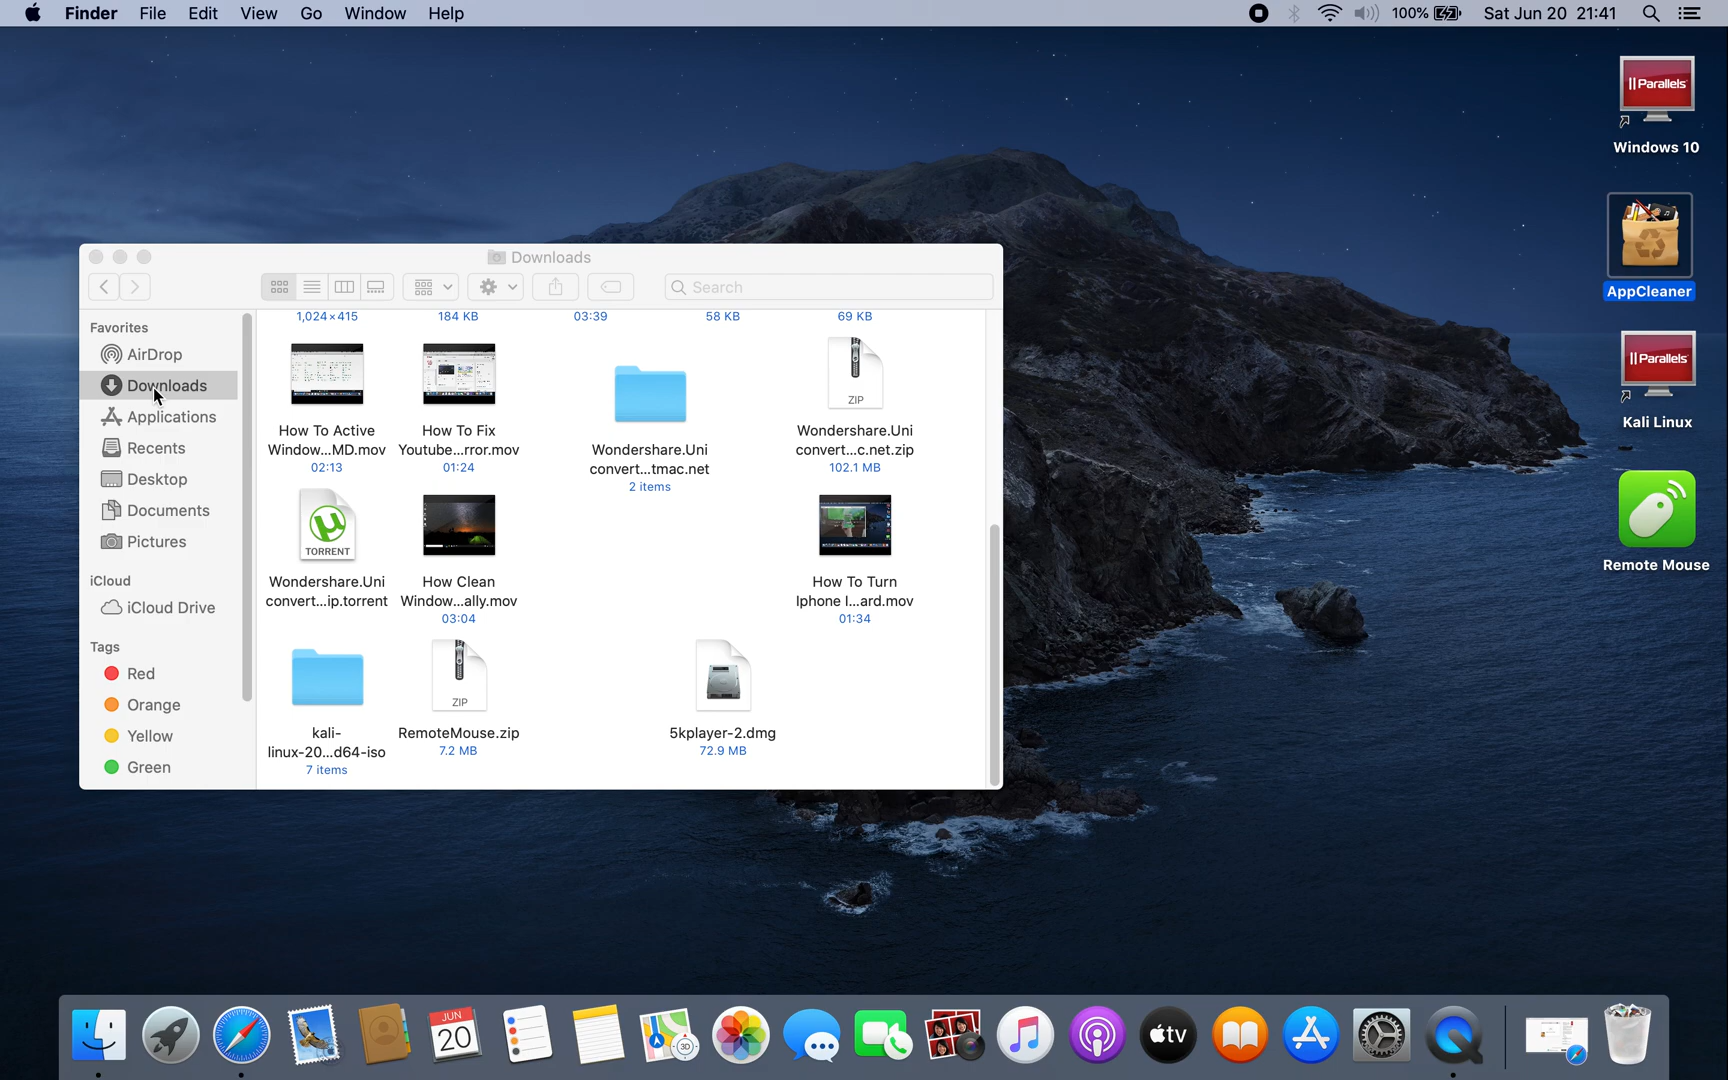 Finder File Edit View Go Window Help
100% Sat Jun 20 21:41
Parallels
Windows 10
AppCleaner
Parallels
Kali Linux
Remote Mouse
Downloads
Search
Favorites
AirDrop
Downloads
Applications
Recents
Desktop
Documents
Pictures
iCloud
iCloud Drive
Tags
Red
Orange
Yellow
Green
1,024×415 184 KB 03:39 58 KB 69 KB
How To Active
Window...MD.mov
02:13
How To Fix
Youtube...rror.mov
01:24
Wondershare.Uni
convert...tmac.net
2 items
ZIP
Wondershare.Uni
convert...c.net.zip
102.1 MB
TORRENT
Wondershare.Uni
convert...ip.torrent
How Clean
Window...ally.mov
03:04
How To Turn
Iphone I...ard.mov
01:34
kali-
linux-20...d64-iso
7 items
ZIP
RemoteMouse.zip
7.2 MB
5kplayer-2.dmg
72.9 MB
JUN
20
3D
tv